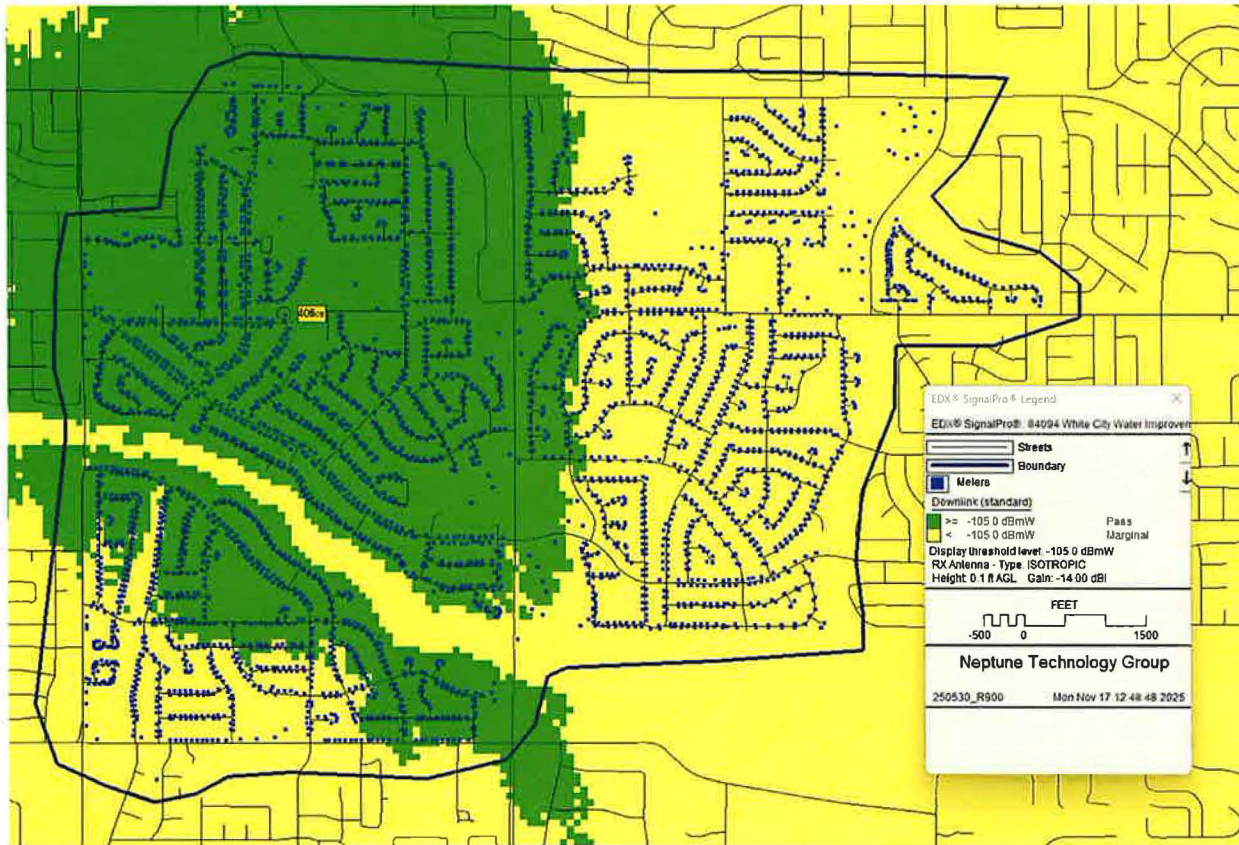 EDX® SignalPro® Legend
EDX® SignalPro®: 84094 White City Water Improven
Streets
Boundary
Meters
Downlink (standard)
>= -105.0 dBmW Pass
< -105.0 dBmW Marginal
Display threshold level: -105.0 dBmW
RX Antenna - Type: ISOTROPIC
Height: 0.1 ft AGL Gain: -14.00 dBi
FEET
-500 0 1500
Neptune Technology Group
250530_R900 Mon Nov 17 12:48:48 2025